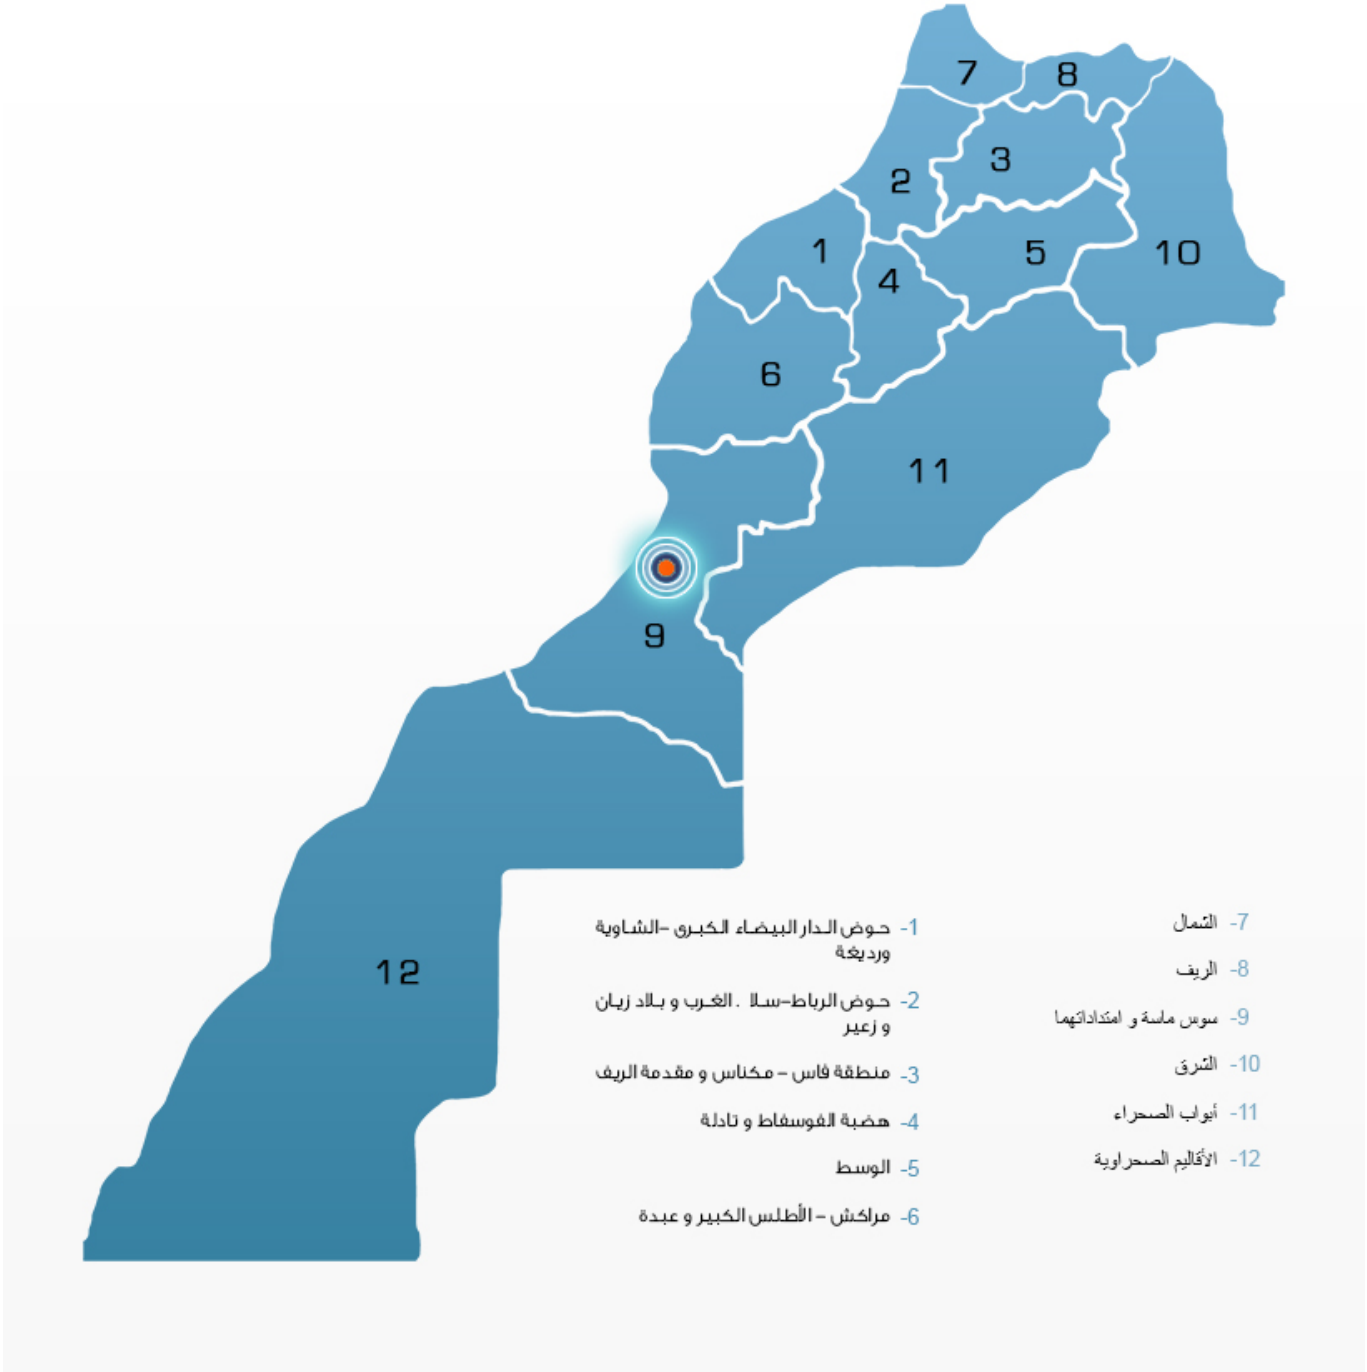 7
8
3
2
1
5
10
4
6
11
9
12
1- حوض الدار البيضاء الكبرى -الشاوية
ورديغة
2- حوض الرباط-سلا . الغرب و بلاد زيان
و زعير
3- منطقة فاس - مكناس و مقدمة الريف
4- هضبة الفوسفاط و تادلة
5- الوسط
6- مراكش - الأطلس الكبير و عبدة
7- الشمال
8- الريف
9- سوس ماسة و امتداداتهما
10- الشرق
11- أبواب الصحراء
12- الأقاليم الصحراوية